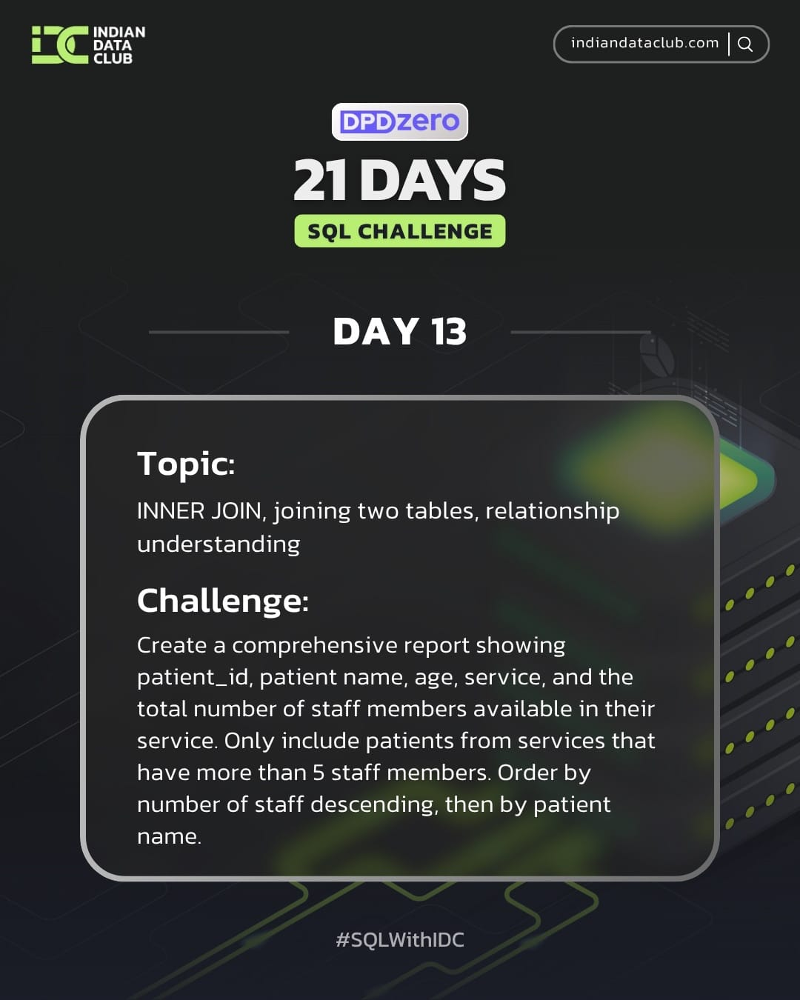 INDIAN
DATA
CLUB
indiandataclub.com
DPDzero
21 DAYS
SQL CHALLENGE
DAY 13
Topic:
INNER JOIN, joining two tables, relationship
understanding
Challenge:
Create a comprehensive report showing
patient_id, patient name, age, service, and the
total number of staff members available in their
service. Only include patients from services that
have more than 5 staff members. Order by
number of staff descending, then by patient
name.
#SQLWithIDC